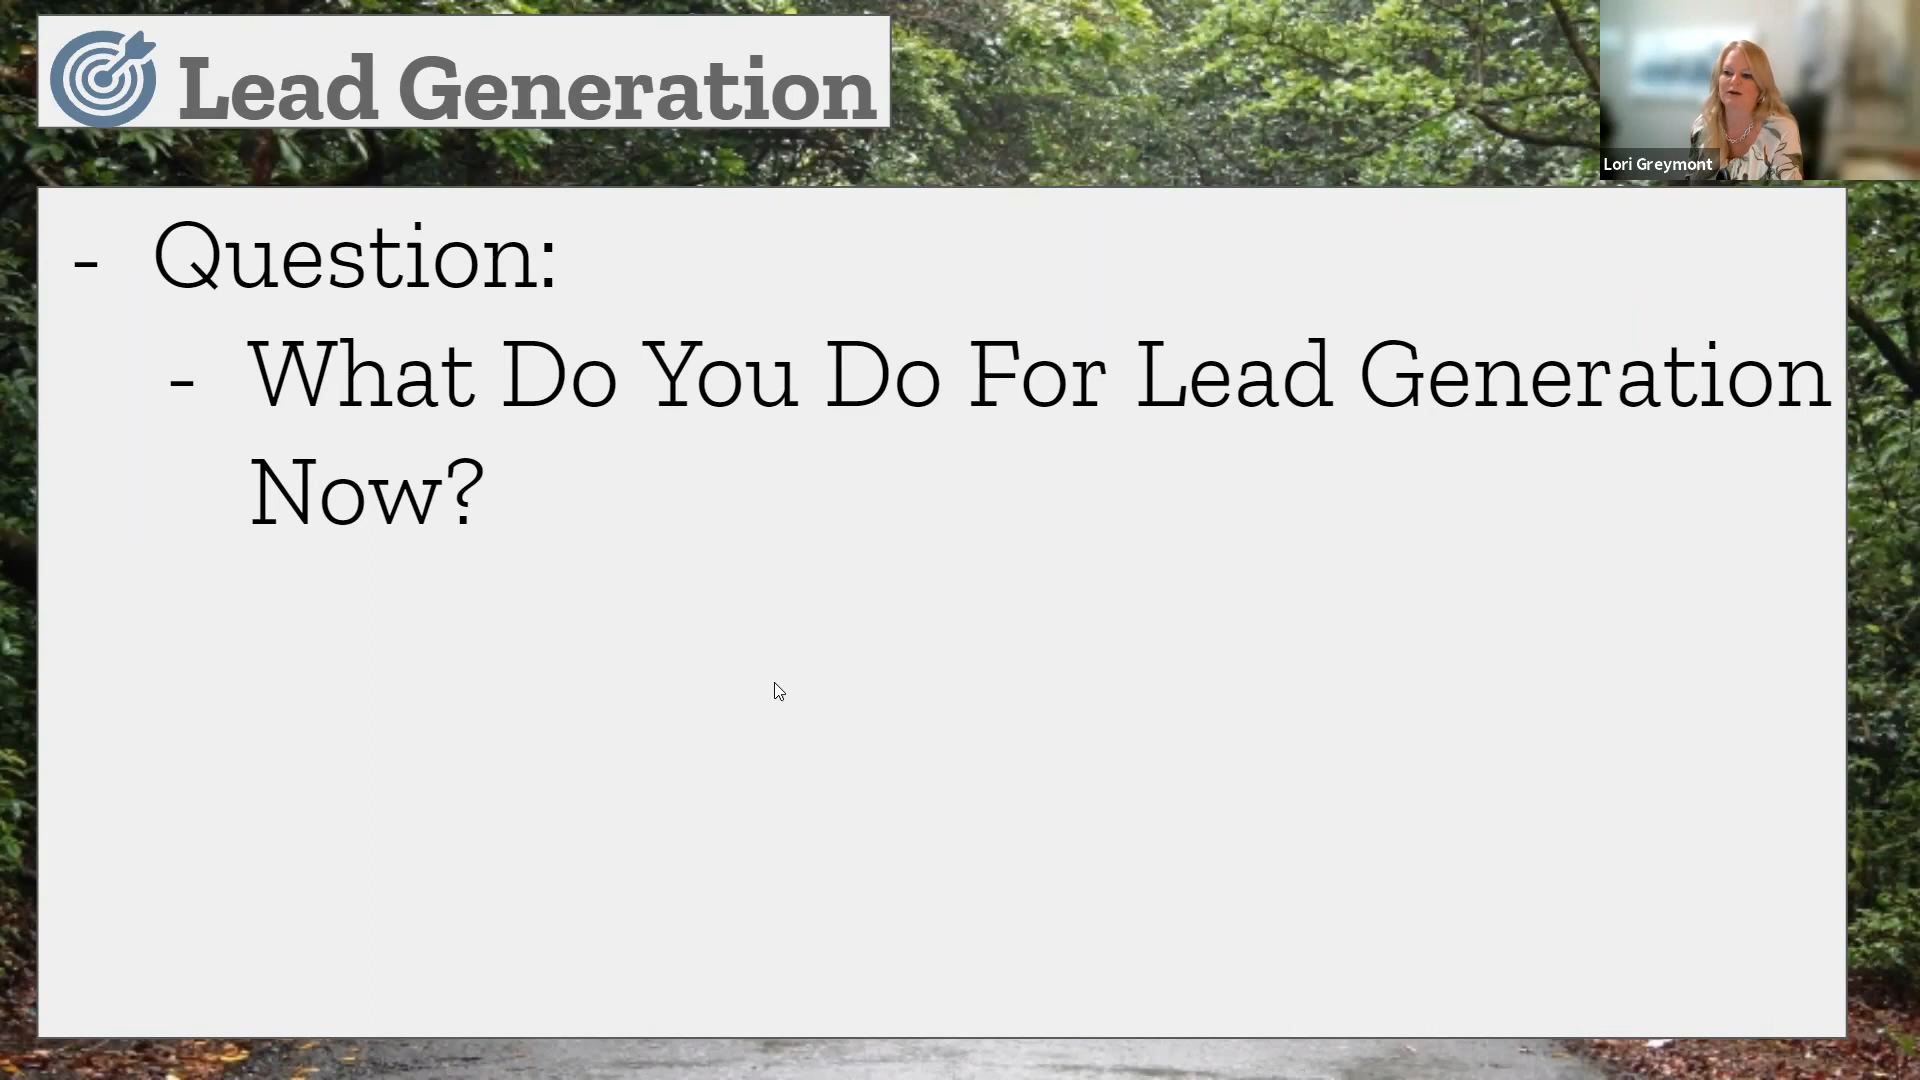 Lead Generation
Lori Greymont
- Question:
- What Do You Do For Lead Generation
Now?